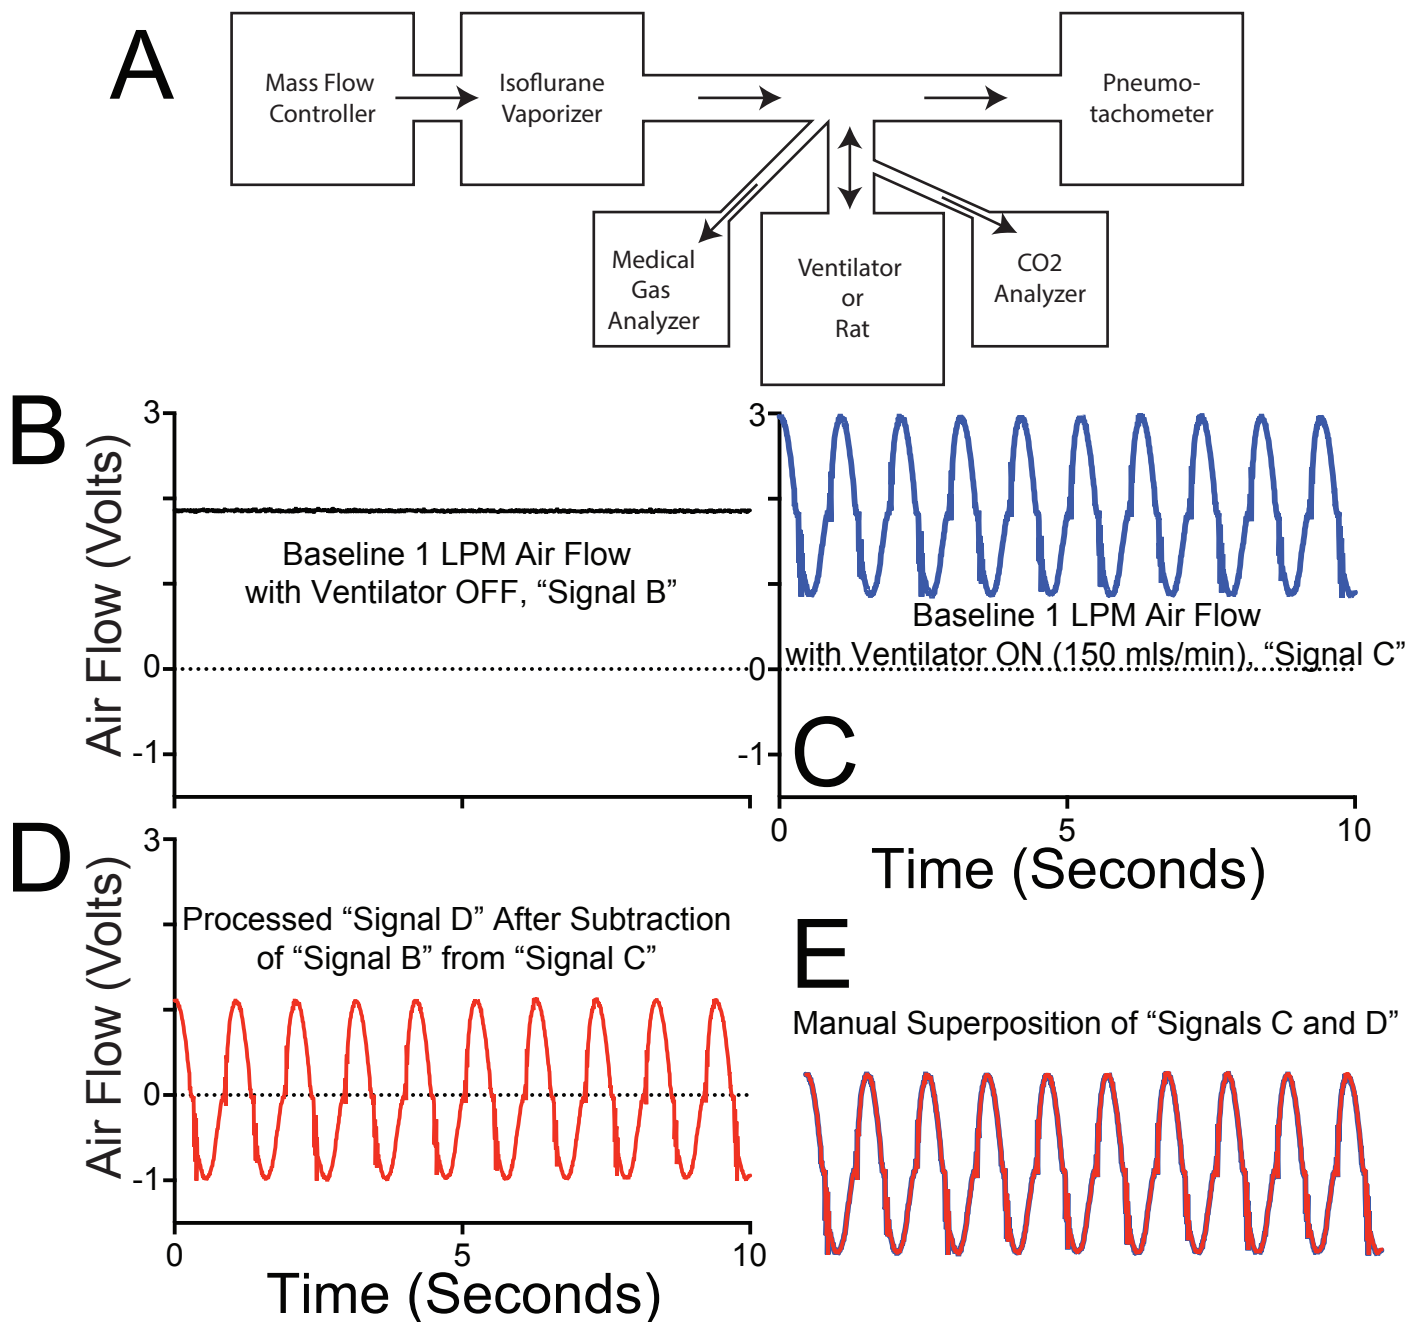 A
Mass Flow
Controller
Isoflurane
Vaporizer
Pneumo-
tachometer
Medical
Gas
Analyzer
Ventilator
or
Rat
CO2
Analyzer
B
Air Flow (Volts)
3
0
-1
Baseline 1 LPM Air Flow
with Ventilator OFF, “Signal B”
3
0
-1
Baseline 1 LPM Air Flow
with Ventilator ON (150 mls/min), “Signal C”
C
0
5
10
Time (Seconds)
D
Air Flow (Volts)
3
0
-1
Processed “Signal D” After Subtraction
of “Signal B” from “Signal C”
0
5
10
Time (Seconds)
E
Manual Superposition of “Signals C and D”